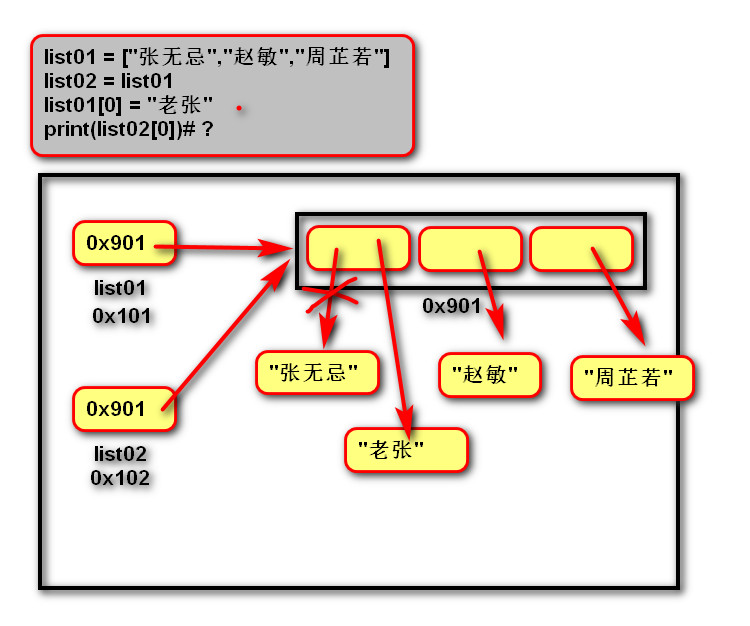 list01 = ["张无忌","赵敏","周芷若"]
list02 = list01
list01[0] = "老张"
print(list02[0])# ?
0x901
list01
0x101
0x901
"张无忌"
"赵敏"
"周芷若"
0x901
list02
0x102
"老张"